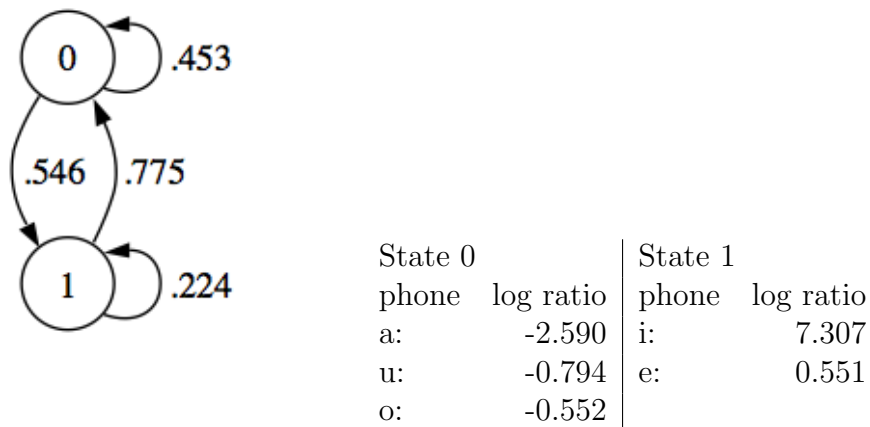 0
.453
.546 .775
1
.224
State 0 State 1
phone log ratio phone log ratio
a: -2.590 i: 7.307
u: -0.794 e: 0.551
o: -0.552